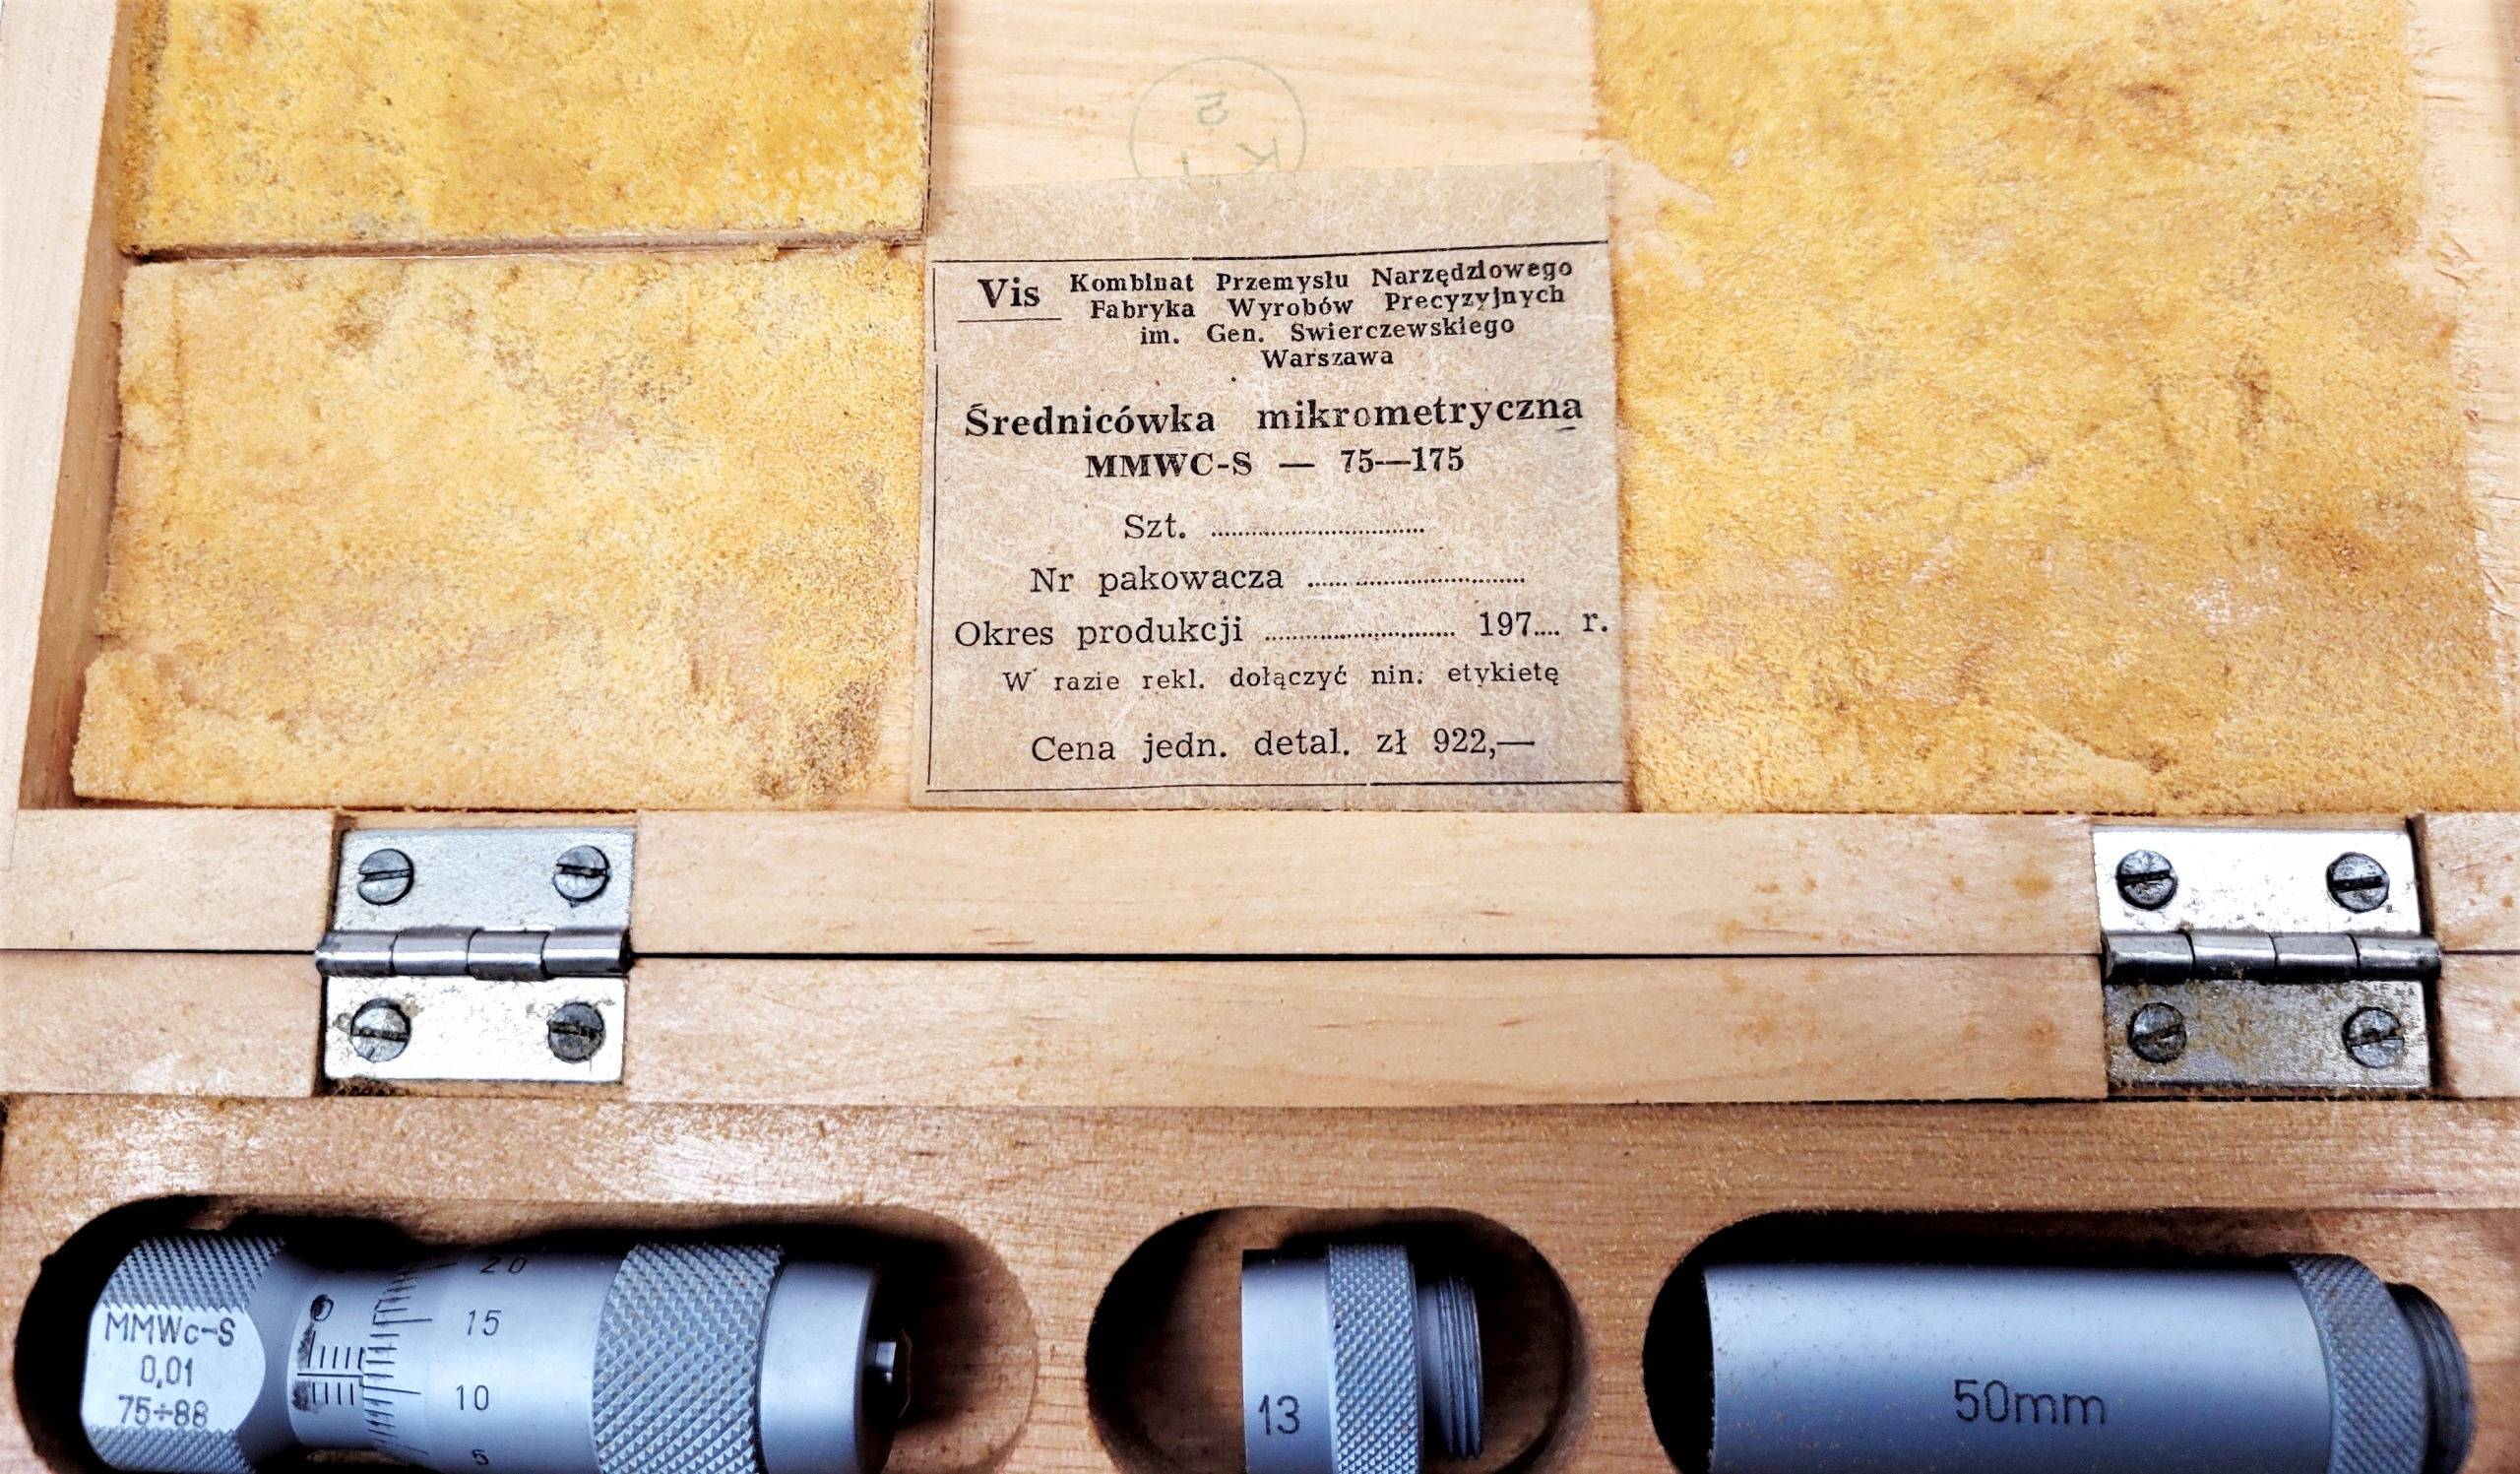 2
K
Vis Kombinat Przemysłu Narzędziowego
Fabryka Wyrobów Precyzyjnych
im. Gen. Swierczewskiego
Warszawa
Średnicówka mikrometryczna
MMWC-S — 75—175
Szt. ..............................
Nr pakowacza ..............................
Okres produkcji .......................... 197.... r.
W razie rekl. dołączyć nin. etykietę
Cena jedn. detal. zł 922,—
MMWc-S
0,01
75÷88
0
20
15
10
5
13
50mm